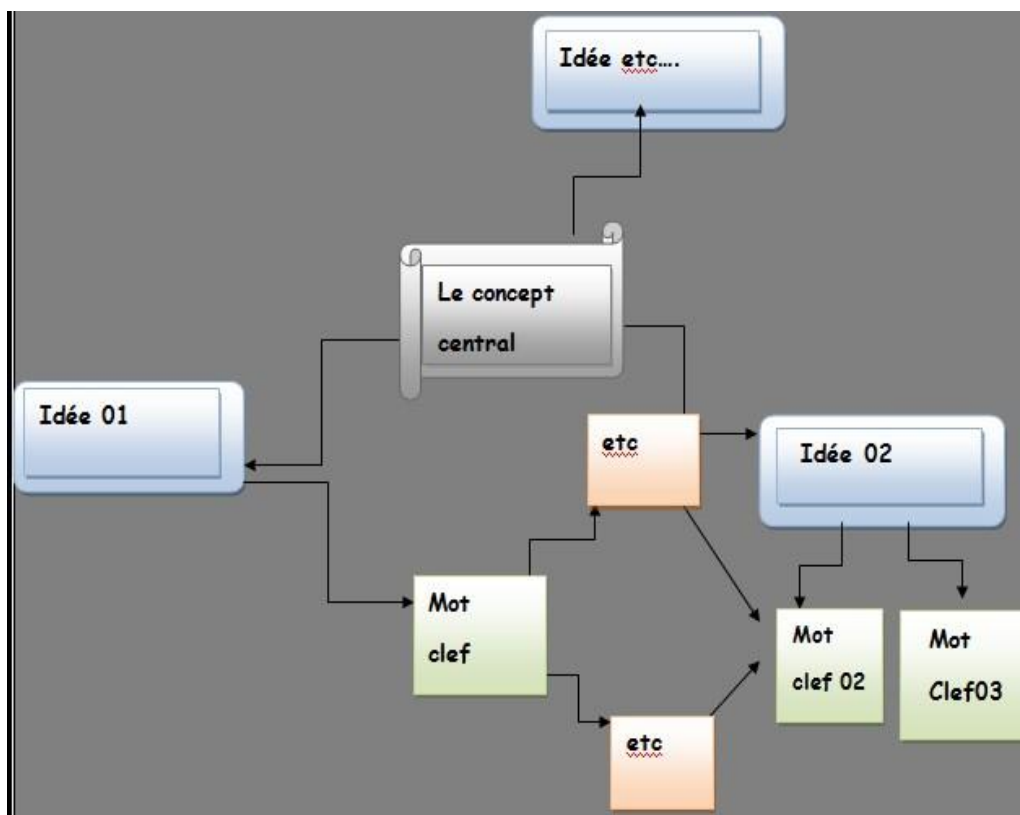 Idée etc....
Le concept
central
Idée 01
etc
Idée 02
Mot
clef
Mot
clef 02
Mot
Clef03
etc